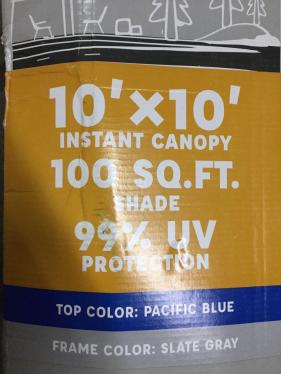 10'×10'
INSTANT CANOPY
100 SQ.FT.
SHADE
99% UV
PROTECTION
TOP COLOR: PACIFIC BLUE
FRAME COLOR: SLATE GRAY